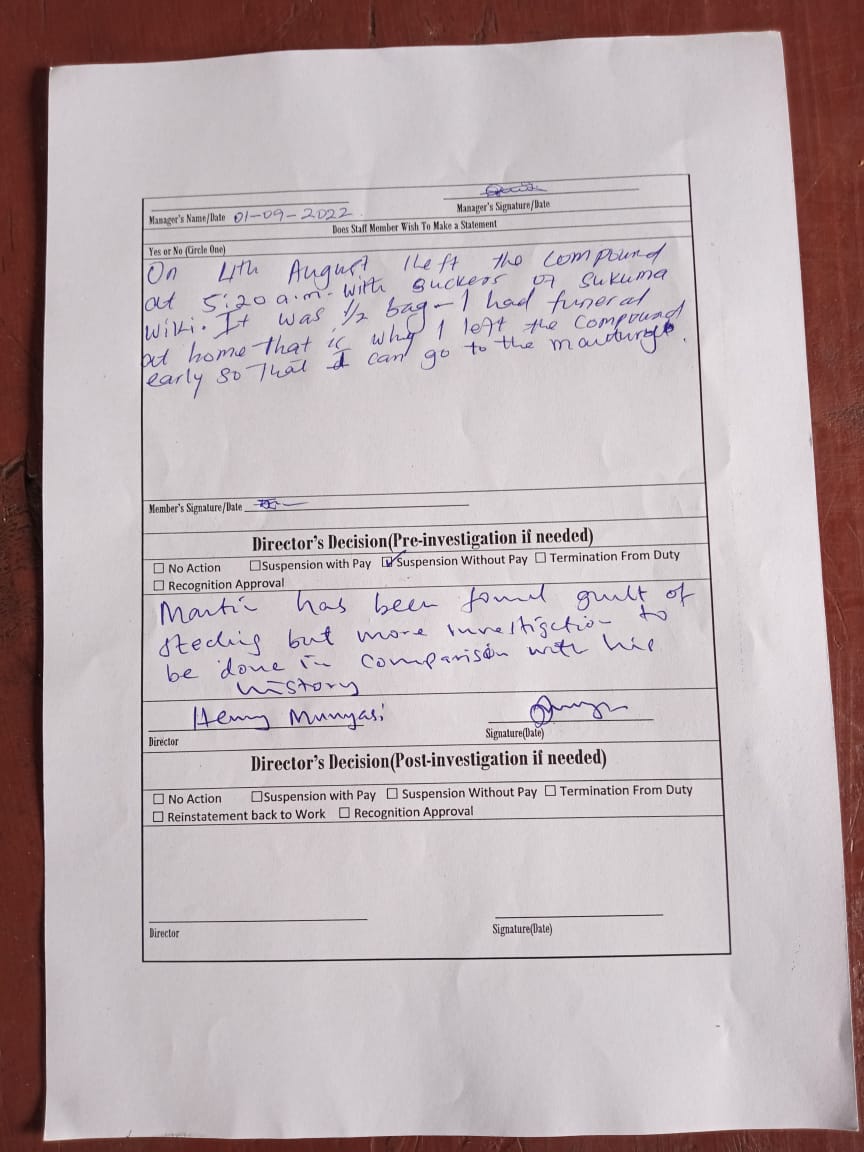 Manager's Name/Date 01-09-2022
Manager's Signature/Date
Does Staff Member Wish To Make a Statement
Yes or No (Circle One)
On 4th August I left the compound
at 5:20 a.m. with suckers of Sukuma
Wiki. It was 1/2 bag - I had funeral
at home that is why I left the compound
early so that I can go to the
Member's Signature/Date
Director's Decision(Pre-investigation if needed)
☐ No Action ☐Suspension with Pay ☑Suspension Without Pay ☐ Termination From Duty
☐ Recognition Approval
Martin has been found guilt of
steeling but more investigation to
be done in comparison with his
history
Henry Munyasi
Director
Signature(Date)
Director's Decision(Post-investigation if needed)
☐ No Action ☐Suspension with Pay ☐ Suspension Without Pay ☐ Termination From Duty
☐ Reinstatement back to Work ☐ Recognition Approval
Director
Signature(Date)